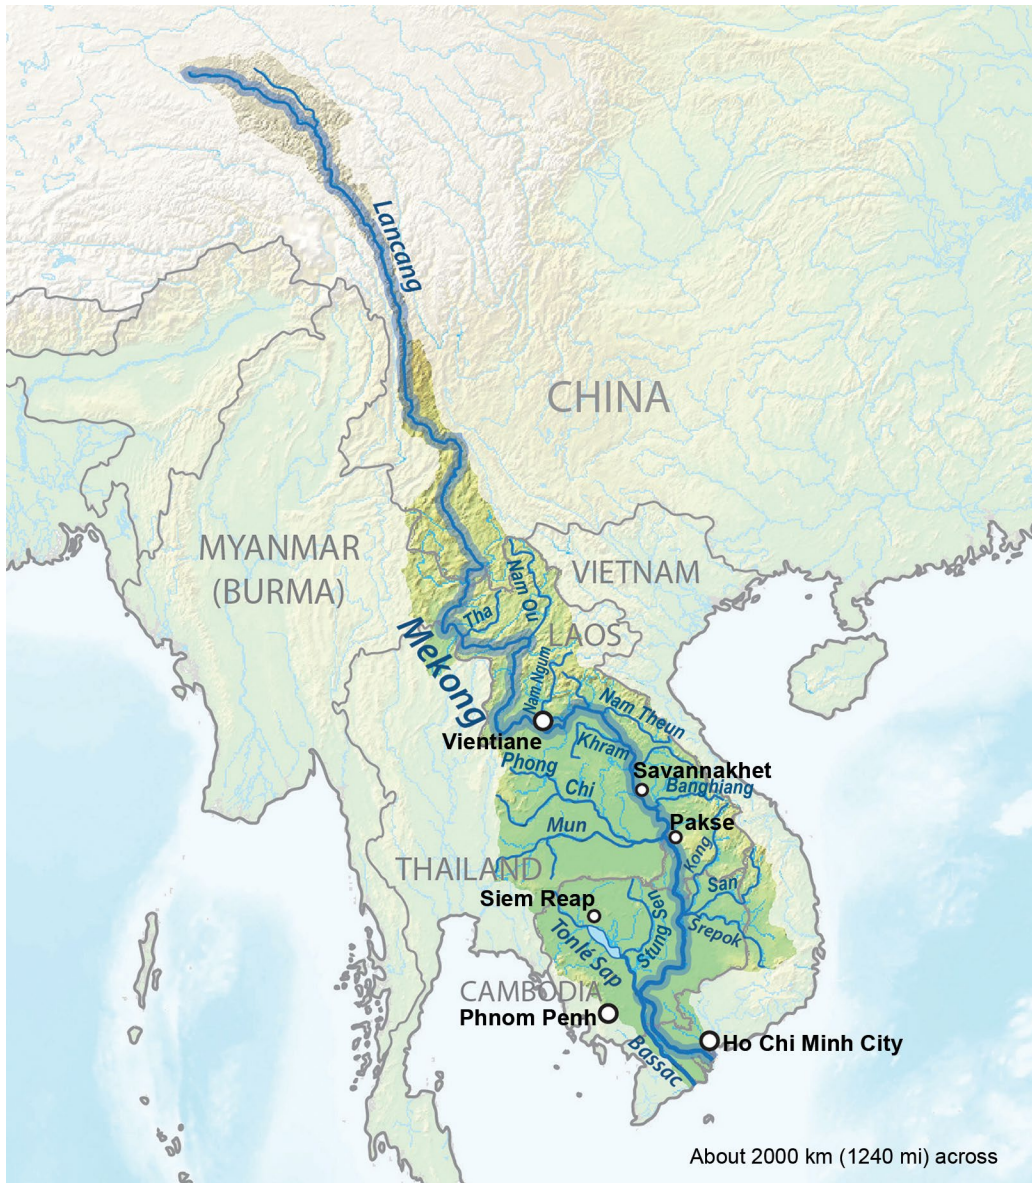 Lancang
CHINA
MYANMAR
(BURMA)
VIETNAM
Nam Ou
Tha
LAOS
Mekong
Nam Ngum
Nam Theun
Vientiane
Khram
Phong
Savannakhet
Banghiang
Chi
Mun
Pakse
Kong
THAILAND
San
Siem Reap
Stung Sen
Srepok
Tonlé Sap
CAMBODIA
Phnom Penh
Ho Chi Minh City
Bassac
About 2000 km (1240 mi) across